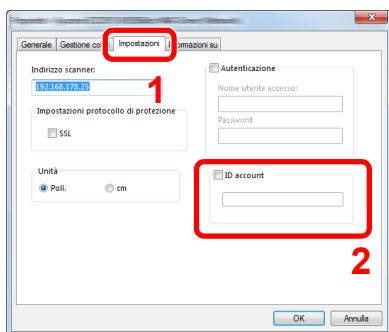 Generale Gestione co Impostazioni ormazioni su
1
Indirizzo scanner:
192.168.178.25
Impostazioni protocollo di protezione
SSL
Unità
Poll. cm
Autenticazione
Nome utente accesso:
Password
ID account
2
OK Annulla